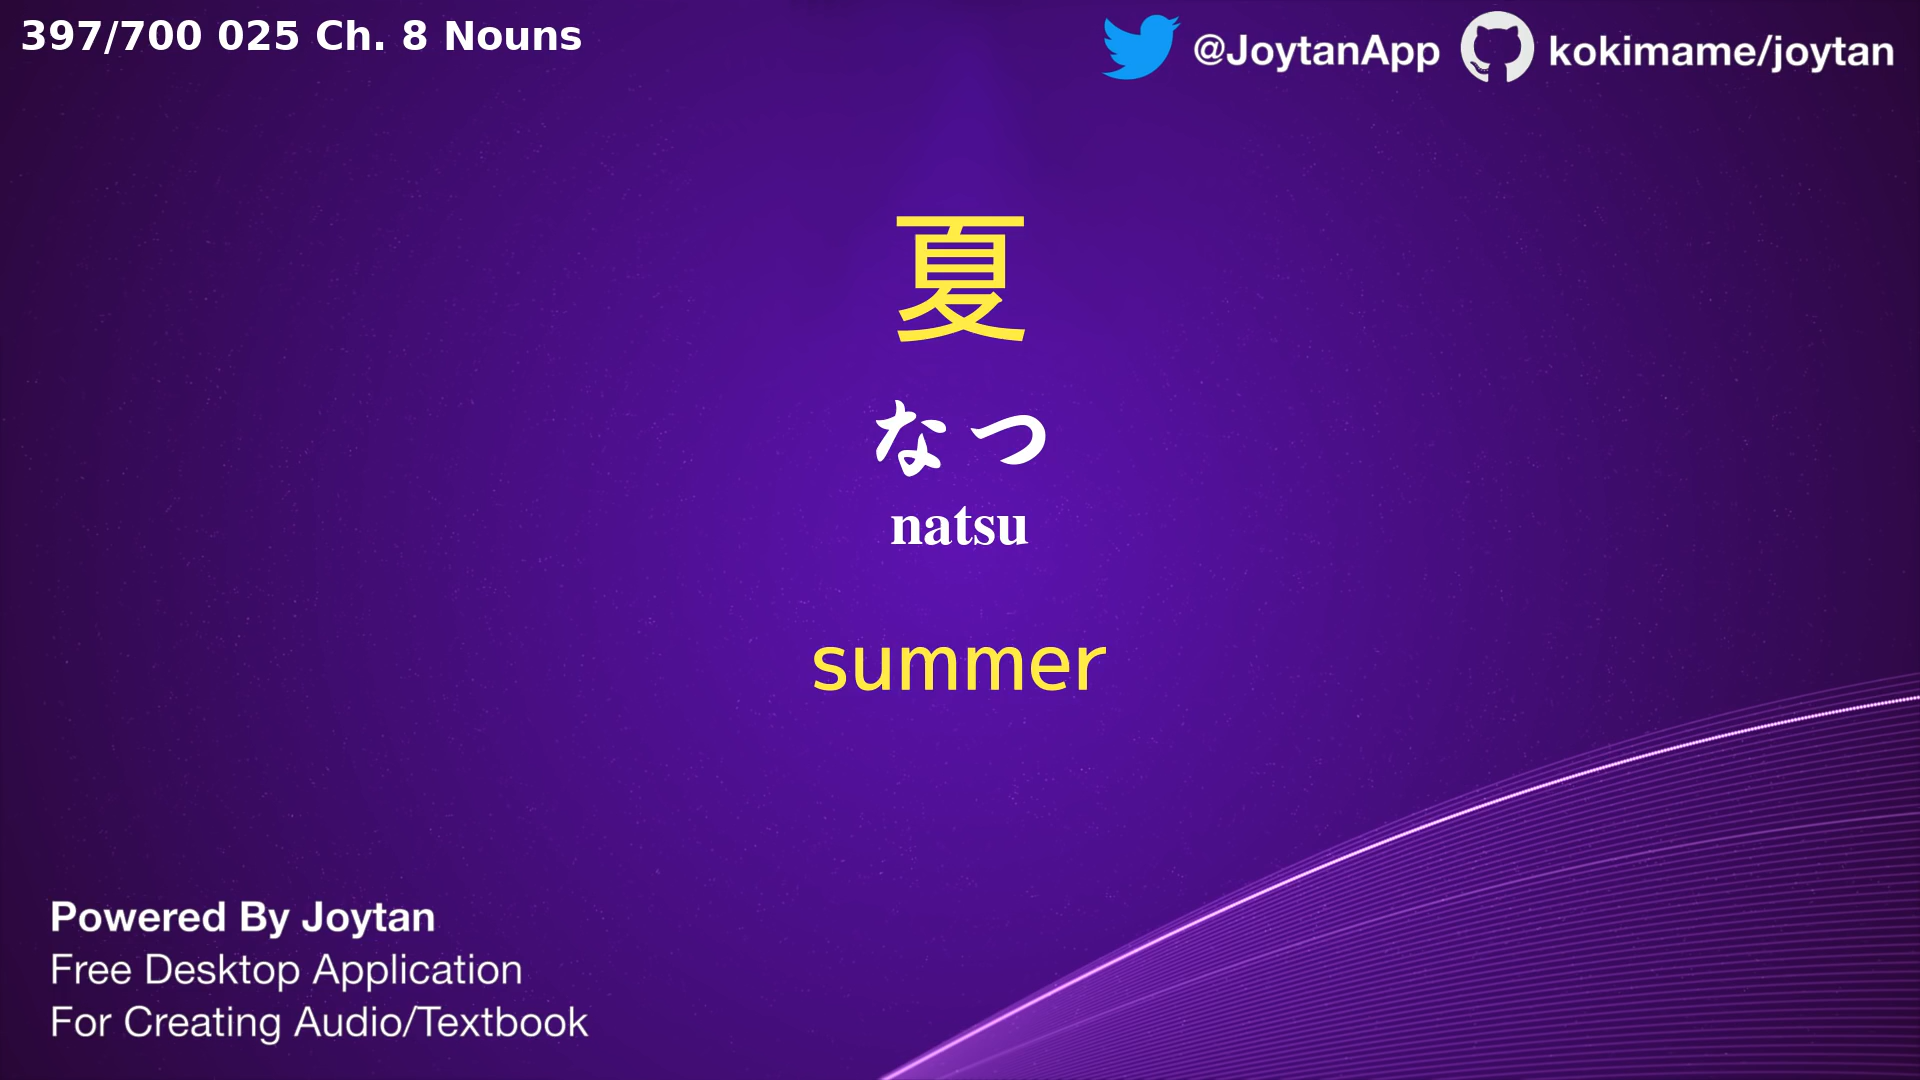 397/700 025 Ch. 8 Nouns
@JoytanApp
kokimame/joytan
夏
なつ
natsu
summer
Powered By Joytan
Free Desktop Application
For Creating Audio/Textbook